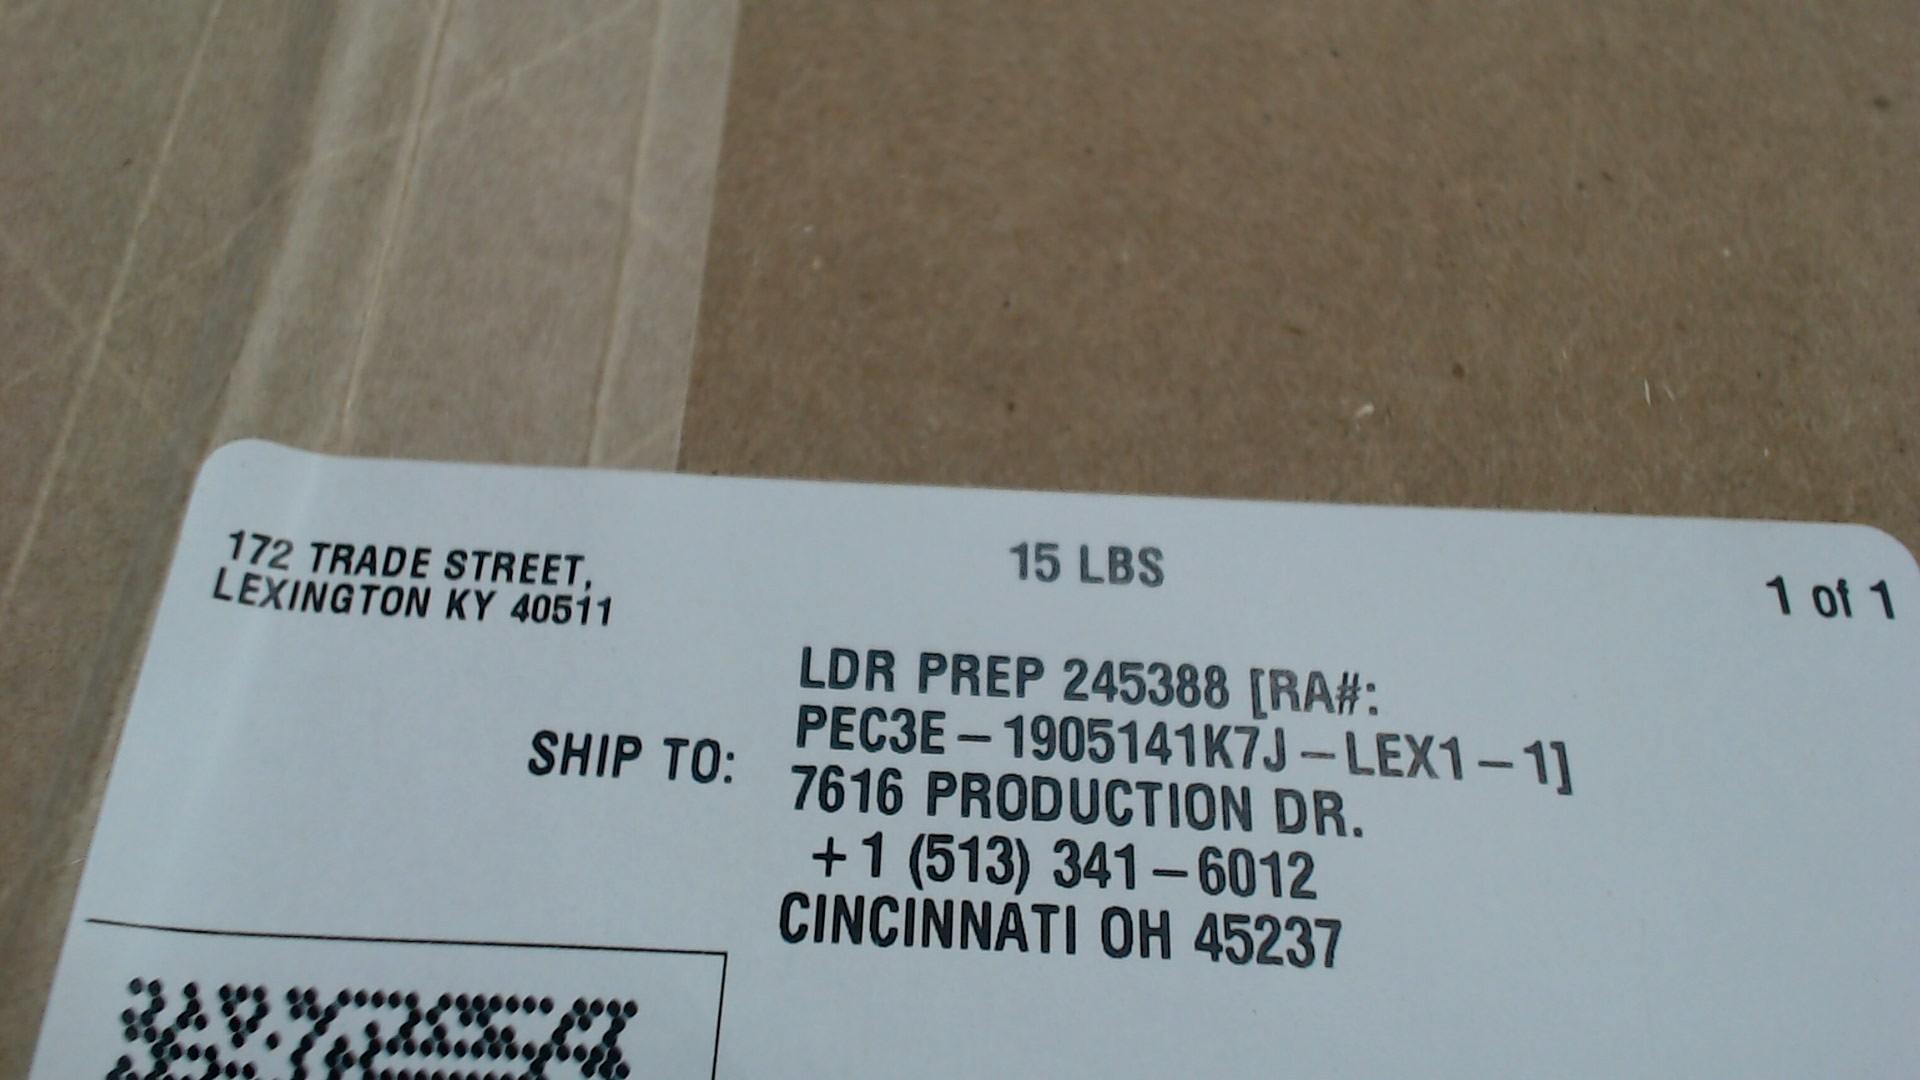 172 TRADE STREET,
LEXINGTON KY 40511
15 LBS
1 of 1
SHIP TO:
LDR PREP 245388 [RA#:
PEC3E-1905141K7J-LEX1-1]
7616 PRODUCTION DR.
+1 (513) 341-6012
CINCINNATI OH 45237